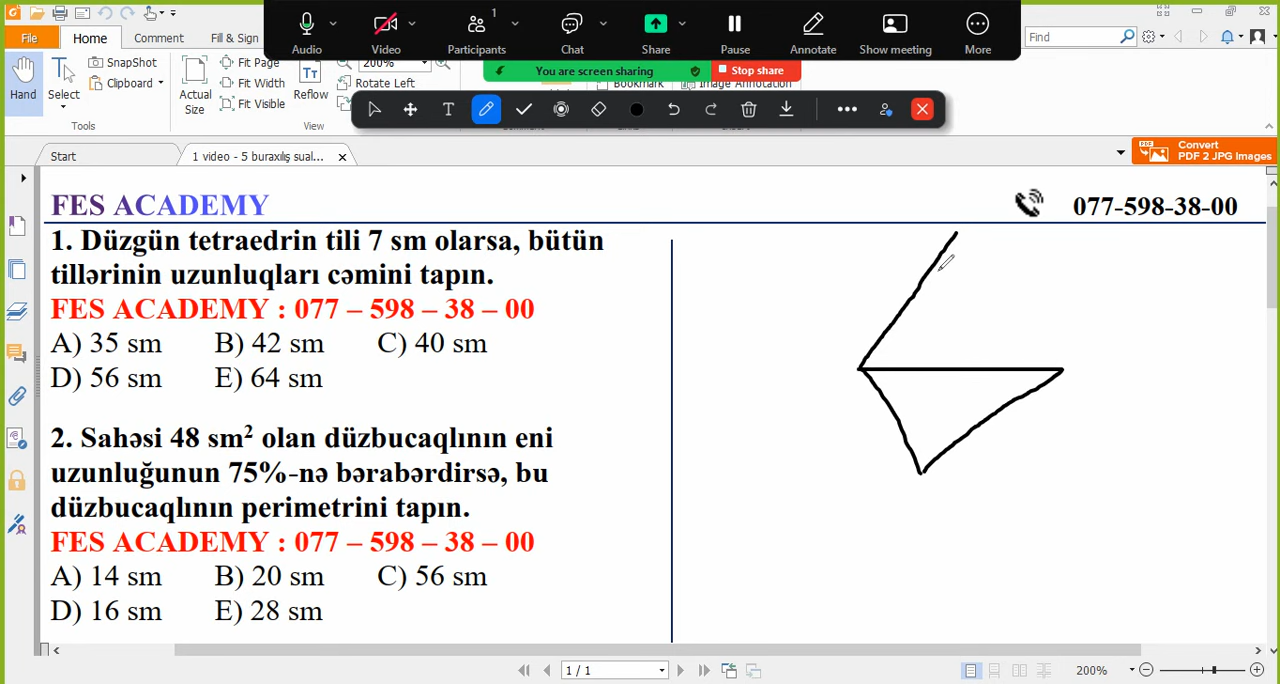 File
Home
Comment
Fill & Sign
Audio
Video
Participants
1
Chat
Share
Pause
Annotate
Show meeting
More
Find
You are screen sharing
Stop share
Hand
Select
SnapShot
Clipboard
Tools
Actual
Size
Fit Page
Fit Width
Fit Visible
Reflow
200%
Rotate Left
View
Bookmark
Image Annotation
Start
1 video - 5 buraxılış sual...
Convert
PDF 2 JPG Images
FES ACADEMY
077-598-38-00
1. Düzgün tetraedrin tili 7 sm olarsa, bütün
tillərinin uzunluqları cəmini tapın.
FES ACADEMY : 077 – 598 – 38 – 00
A) 35 sm B) 42 sm C) 40 sm
D) 56 sm E) 64 sm
2. Sahəsi 48 sm² olan düzbucaqlının eni
uzunluğunun 75%-nə bərabərdirsə, bu
düzbucaqlının perimetrini tapın.
FES ACADEMY : 077 – 598 – 38 – 00
A) 14 sm B) 20 sm C) 56 sm
D) 16 sm E) 28 sm
1 / 1
200%